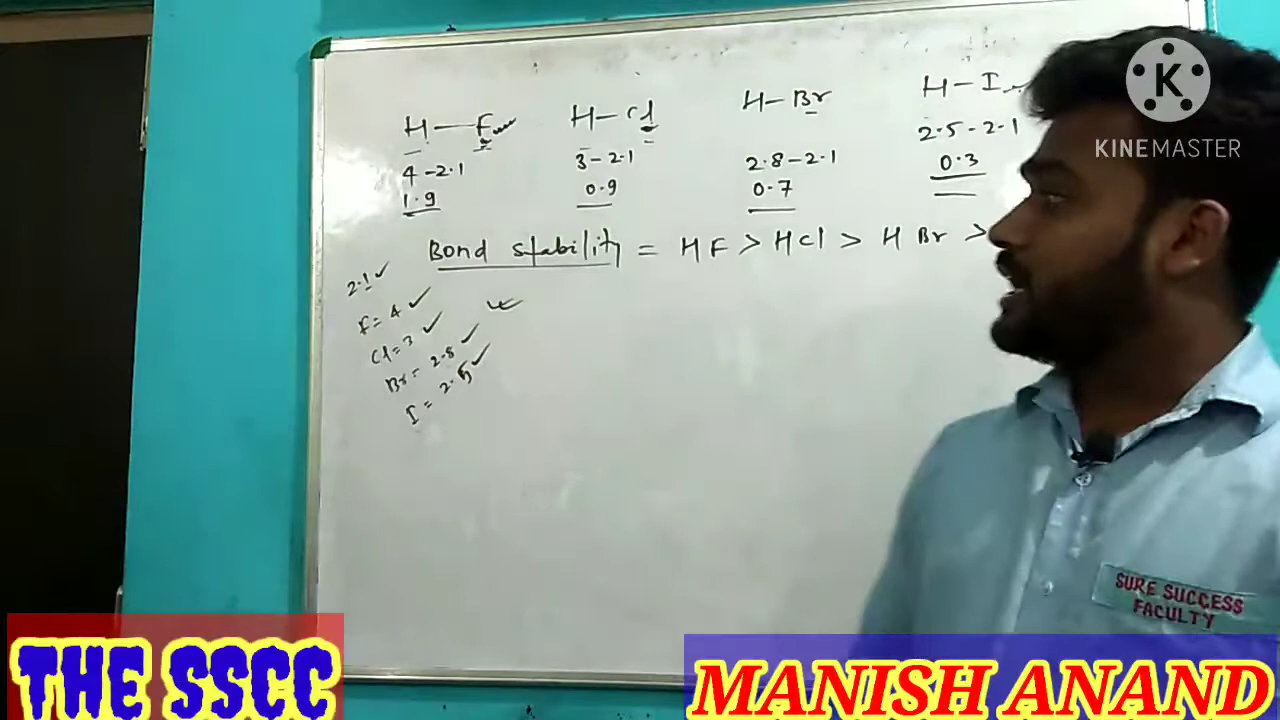 H — F
H - Cl
H - Br
H - I
4 - 2.1
3 - 2.1
2.8 - 2.1
2.5 - 2.1
1.9
0.9
0.7
0.3
Bond stability = HF > HCl > HBr >
2.1
F = 4
Cl = 3
Br = 2.8
I = 2.5
K
KINEMASTER
SURE SUCCESS
FACULTY
THE SSCC
MANISH ANAND